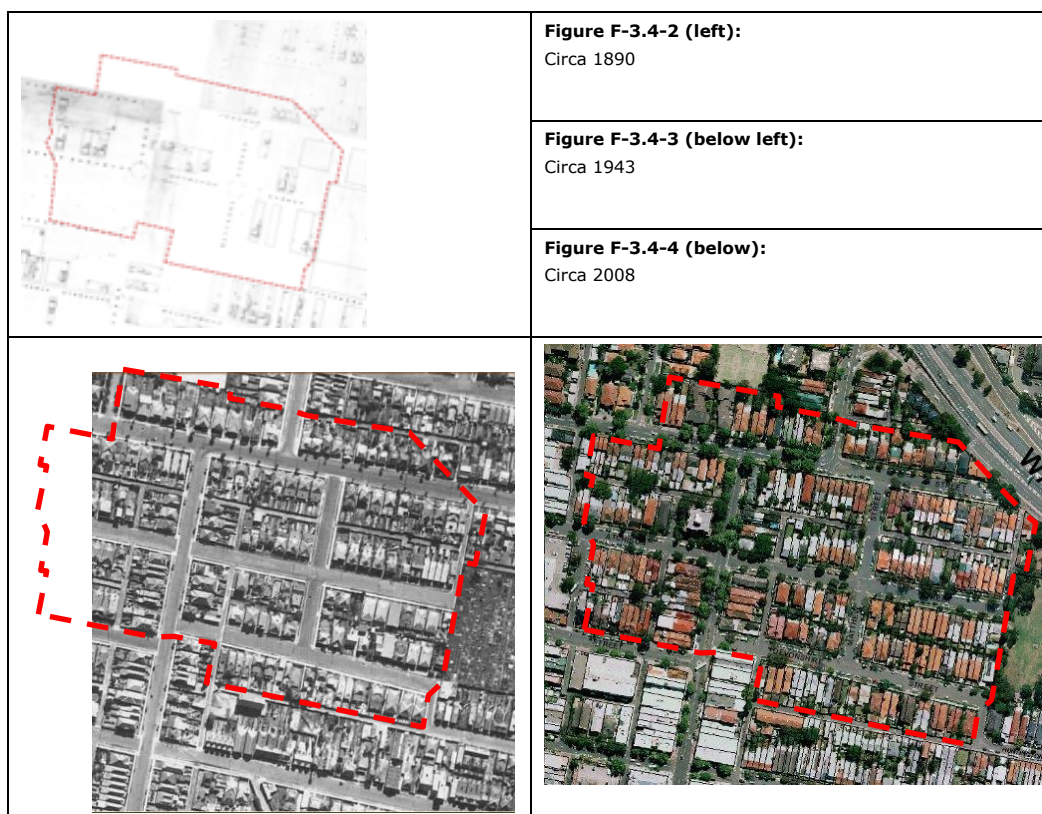 Figure F-3.4-2 (left):
Circa 1890
Figure F-3.4-3 (below left):
Circa 1943
Figure F-3.4-4 (below):
Circa 2008